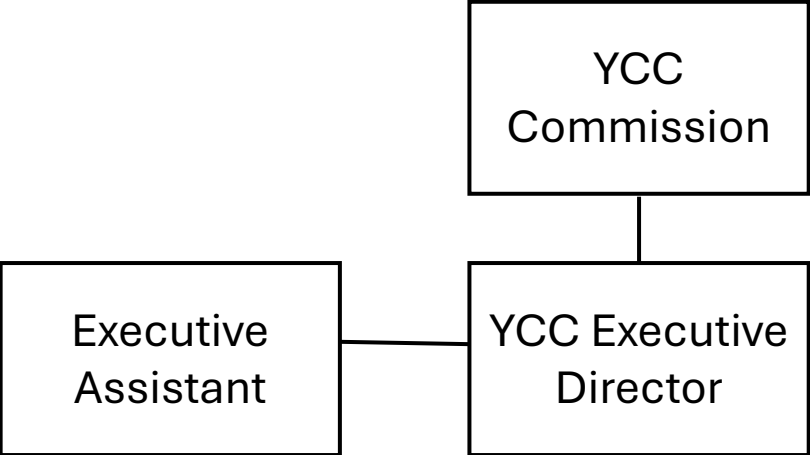 YCC
Commission
Executive
Assistant
YCC Executive
Director